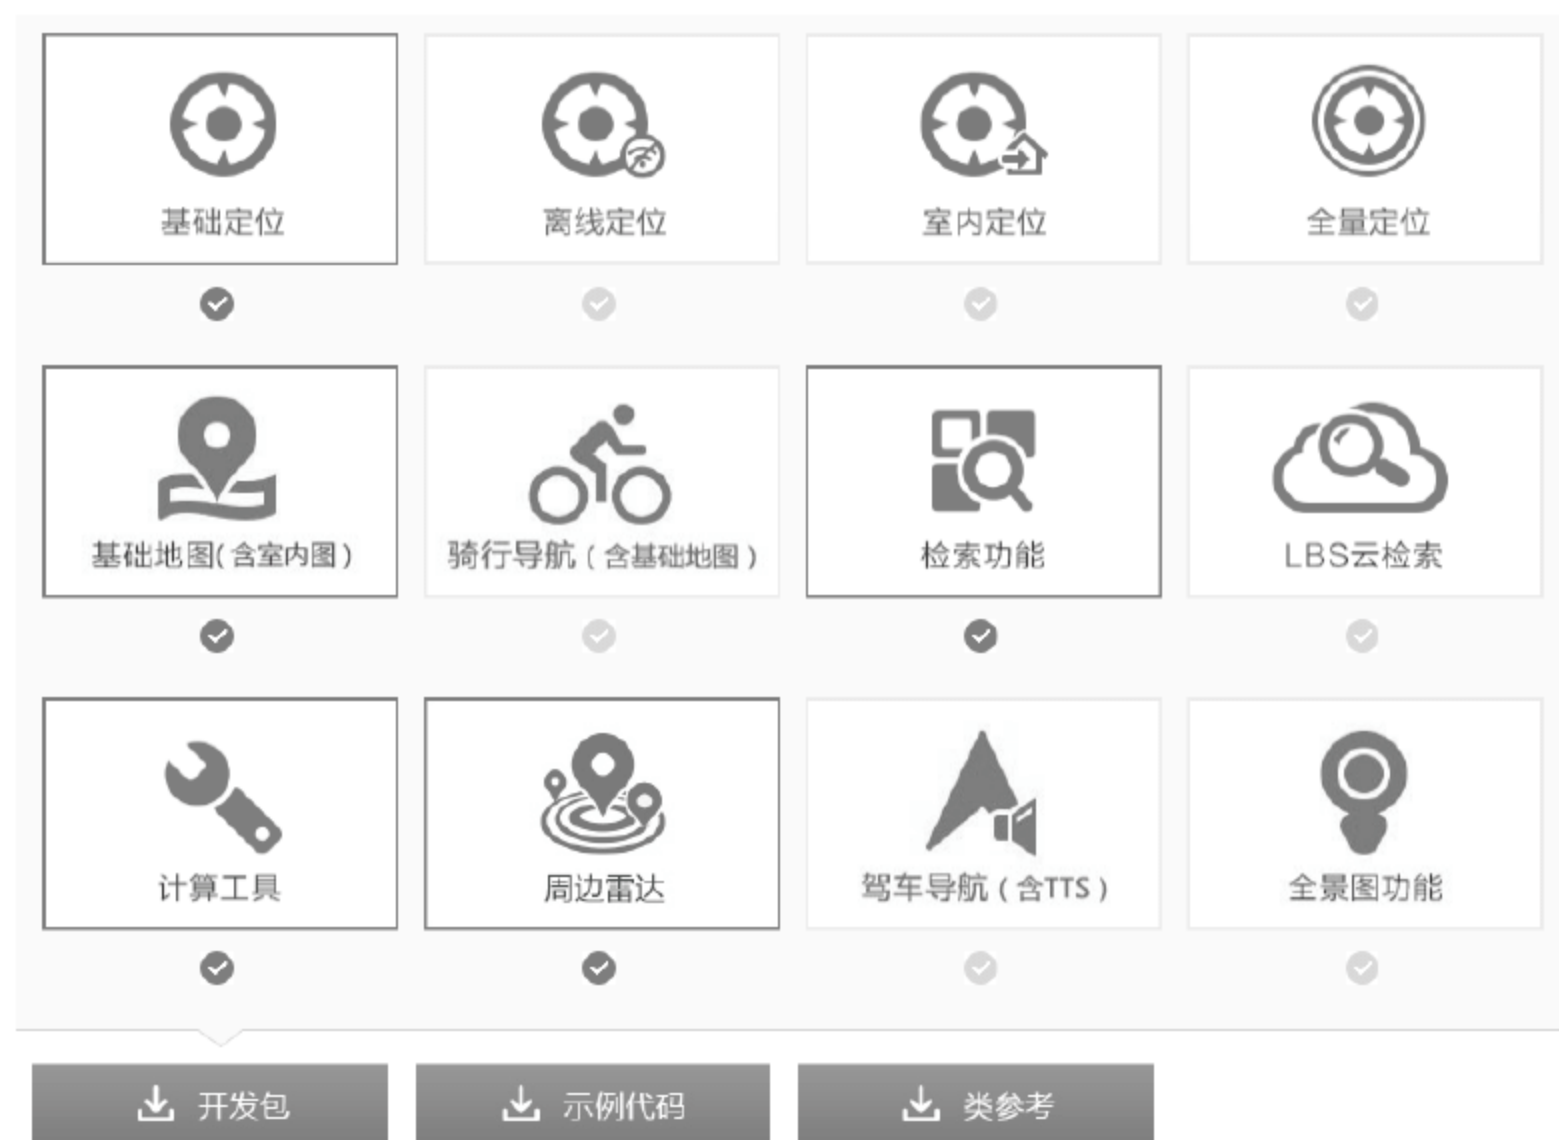 基础定位
离线定位
室内定位
全量定位
基础地图(含室内图)
骑行导航(含基础地图)
检索功能
LBS云检索
计算工具
周边雷达
驾车导航(含TTS)
全景图功能
开发包
示例代码
类参考